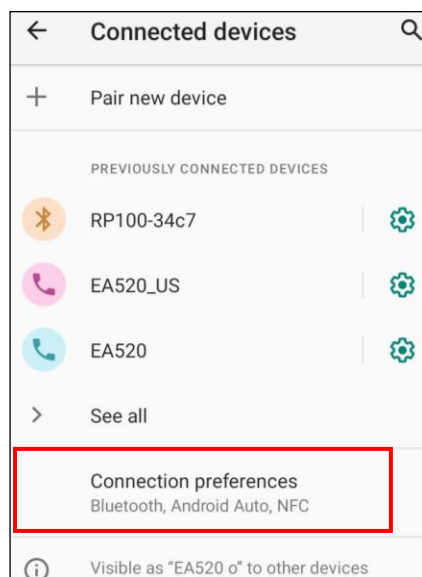 Connected devices
Pair new device
PREVIOUSLY CONNECTED DEVICES
RP100-34c7
EA520_US
EA520
See all
Connection preferences
Bluetooth, Android Auto, NFC
Visible as "EA520 o" to other devices